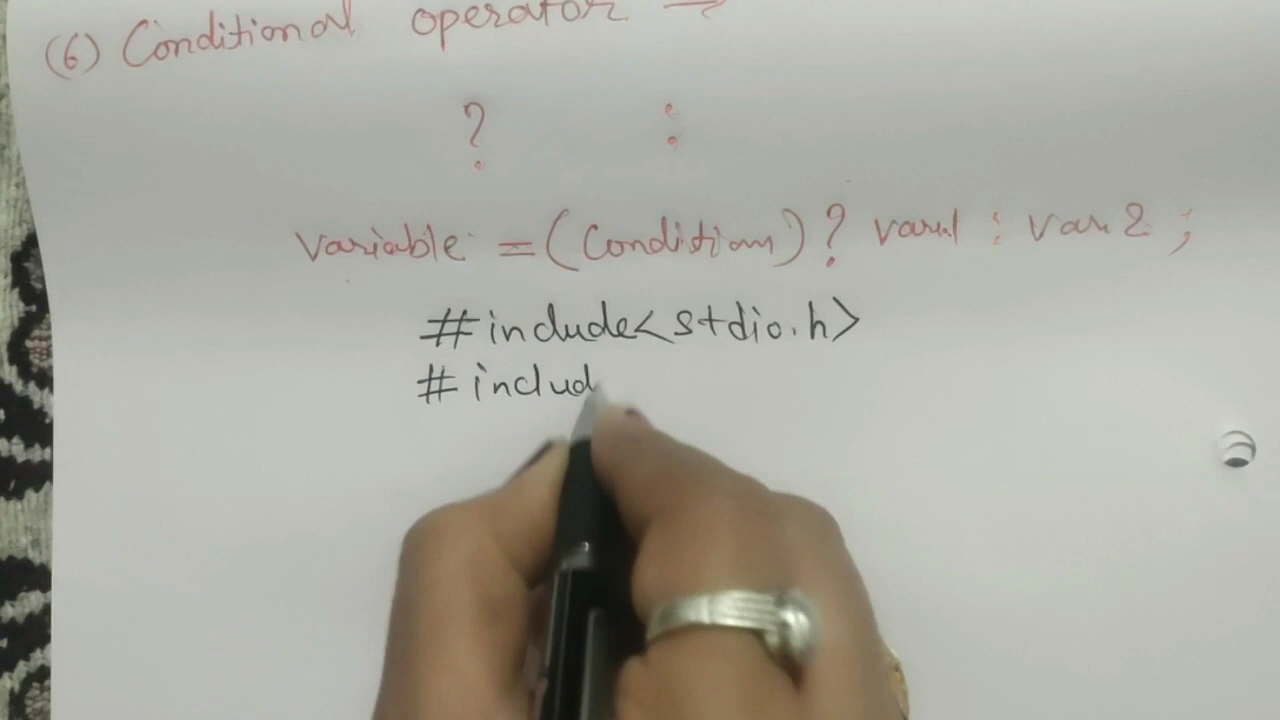 (6) Conditional operator →
? :
variable = (Condition) ? var1 : var2 ;
#include<stdio.h>
#includ